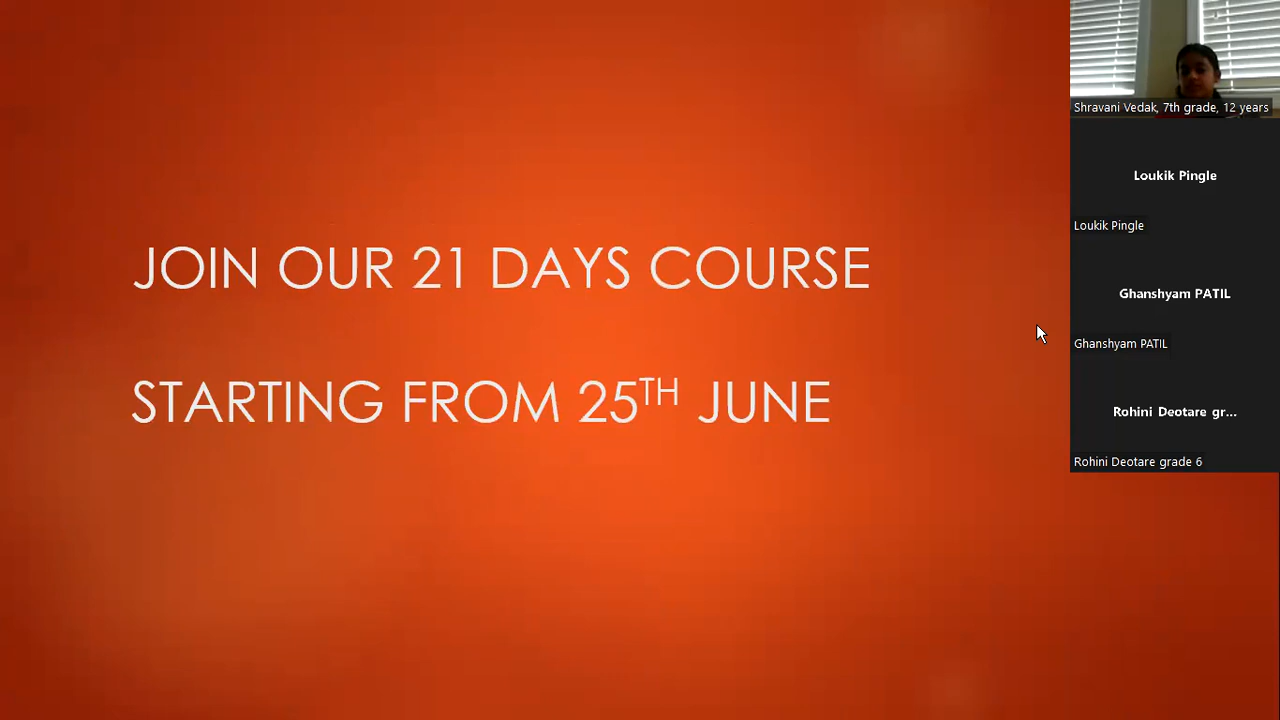 JOIN OUR 21 DAYS COURSE
STARTING FROM 25TH JUNE
Shravani Vedak, 7th grade, 12 years
Loukik Pingle
Loukik Pingle
Ghanshyam PATIL
Ghanshyam PATIL
Rohini Deotare gr...
Rohini Deotare grade 6